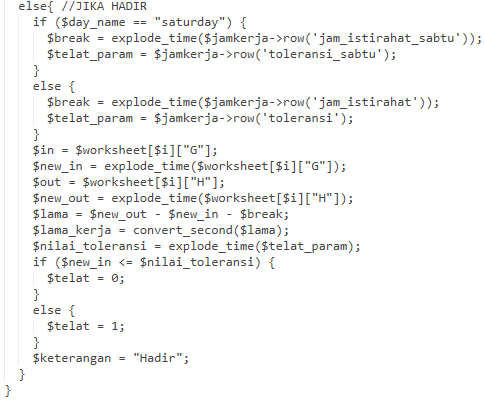 else{ //JIKA HADIR
if ($day_name == "saturday") {
$break = explode_time($jamkerja->row('jam_istirahat_sabtu'));
$telat_param = $jamkerja->row('toleransi_sabtu');
}
else {
$break = explode_time($jamkerja->row('jam_istirahat'));
$telat_param = $jamkerja->row('toleransi');
}
$in = $worksheet[$i]["G"];
$new_in = explode_time($worksheet[$i]["G"]);
$out = $worksheet[$i]["H"];
$new_out = explode_time($worksheet[$i]["H"]);
$lama = $new_out - $new_in - $break;
$lama_kerja = convert_second($lama);
$nilai_toleransi = explode_time($telat_param);
if ($new_in <= $nilai_toleransi) {
$telat = 0;
}
else {
$telat = 1;
}
$keterangan = "Hadir";
}
}